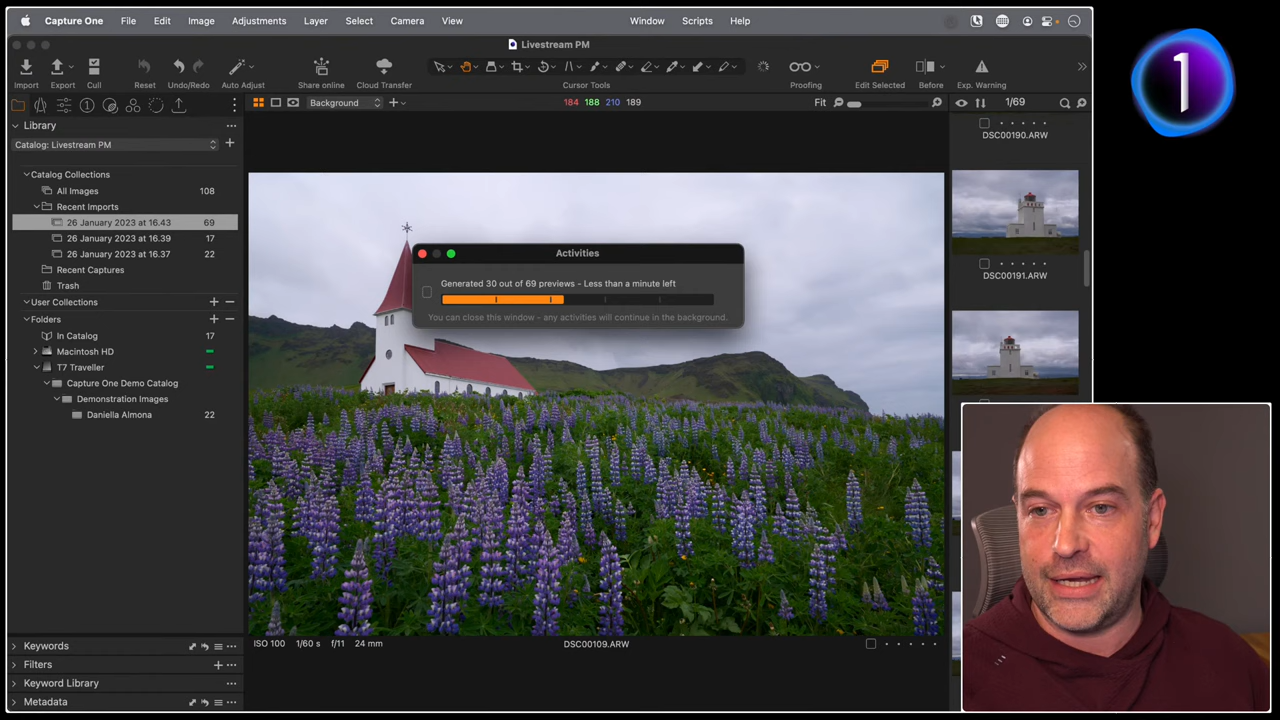 Capture One File Edit Image Adjustments Layer Select Camera View Window Scripts Help
Livestream PM
Import Export Cull Reset Undo/Redo Auto Adjust Share online Cloud Transfer Cursor Tools Proofing Edit Selected Before Exp. Warning
Background
184 188 210 189
Fit
1/69
Library
Catalog: Livestream PM
Catalog Collections
All Images 108
Recent Imports
26 January 2023 at 16.43 69
26 January 2023 at 16.39 17
26 January 2023 at 16.37 22
Recent Captures
Trash
User Collections
Folders
In Catalog 17
Macintosh HD
T7 Traveller
Capture One Demo Catalog
Demonstration Images
Daniella Almona 22
Keywords
Filters
Keyword Library
Metadata
Activities
Generated 30 out of 69 previews - Less than a minute left
You can close this window - any activities will continue in the background.
ISO 100 1/60 s f/11 24 mm
DSC00109.ARW
DSC00190.ARW
DSC00191.ARW
1